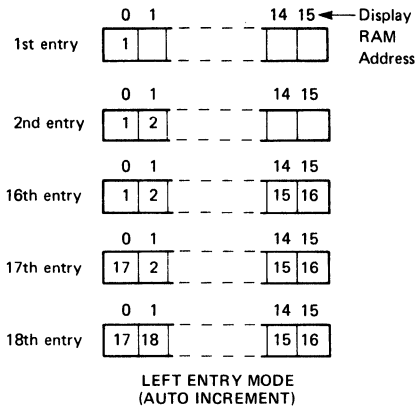 0 1 14 15 Display
RAM
Address
1st entry 1
0 1 14 15
2nd entry 1 2
0 1 14 15
16th entry 1 2 15 16
0 1 14 15
17th entry 17 2 15 16
0 1 14 15
18th entry 17 18 15 16
LEFT ENTRY MODE
(AUTO INCREMENT)